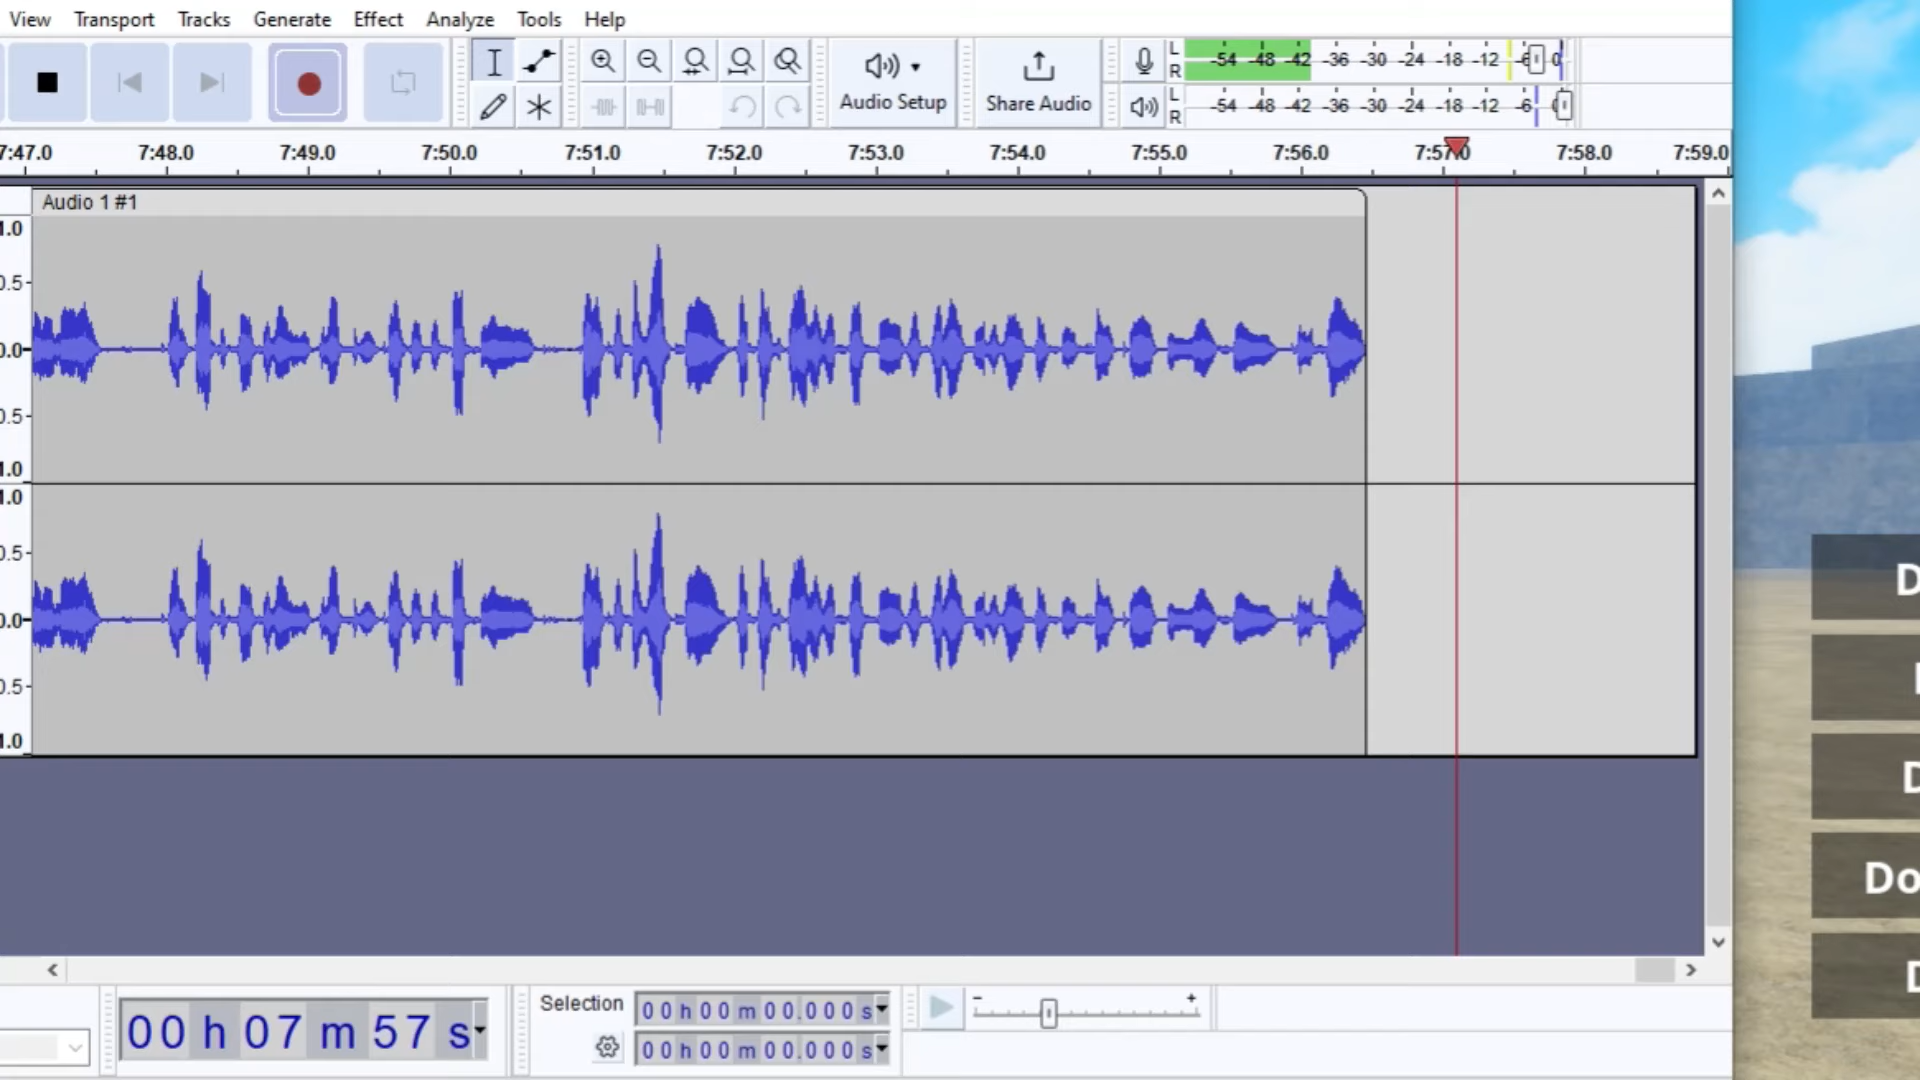 View Transport Tracks Generate Effect Analyze Tools Help
L R -54 -48 -42 -36 -30 -24 -18 -12 -6 0
Audio Setup Share Audio
L R -54 -48 -42 -36 -30 -24 -18 -12 -6
7:47.0 7:48.0 7:49.0 7:50.0 7:51.0 7:52.0 7:53.0 7:54.0 7:55.0 7:56.0 7:57.0 7:58.0 7:59.0
Audio 1 #1
1.0
0.5-
0.0-
0.5-
1.0
1.0
0.5-
0.0-
0.5-
1.0
D
D
Do
D
Selection
00 h 00 m 00.000 s
00 h 07 m 57 s
00 h 00 m 00.000 s